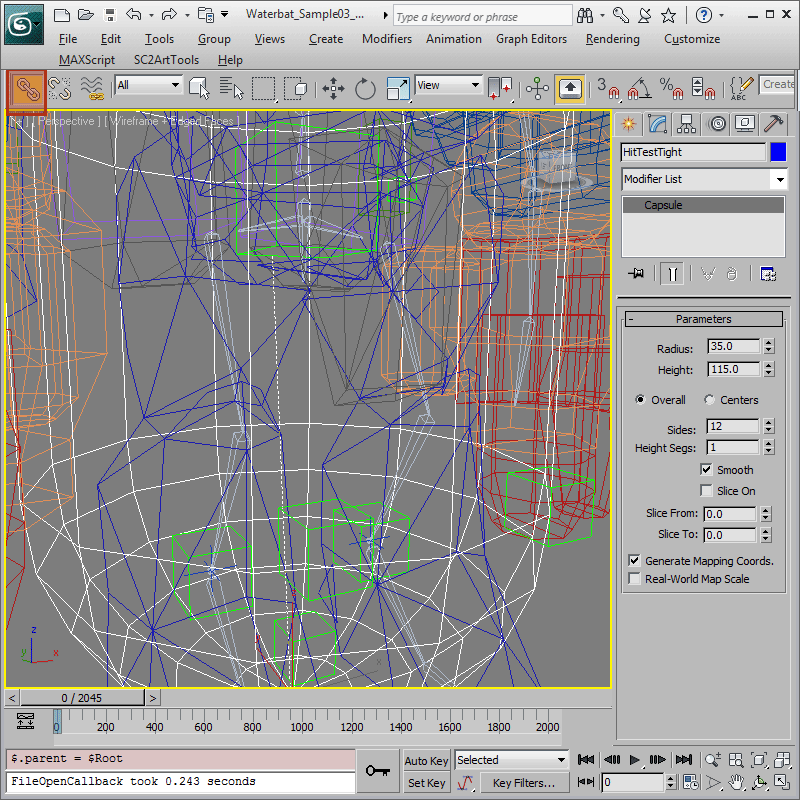 Waterbat_Sample03_...
Type a keyword or phrase
File Edit Tools Group Views Create Modifiers Animation Graph Editors Rendering Customize
MAXScript SC2ArtTools Help
All
View
3
%
ABC
Create
Perspective ] [ Wireframe + Edged Faces ]
HitTestTight
Modifier List
Capsule
- Parameters
Radius: 35.0
Height: 115.0
Overall Centers
Sides: 12
Height Segs: 1
Smooth
Slice On
Slice From: 0.0
Slice To: 0.0
Generate Mapping Coords.
Real-World Map Scale
z
y x
x
< 0 / 2045 >
0 200 400 600 800 1000 1200 1400 1600 1800 2000
$.parent = $Root
FileOpenCallback took 0.243 seconds
Auto Key
Selected
Set Key
Key Filters...
0